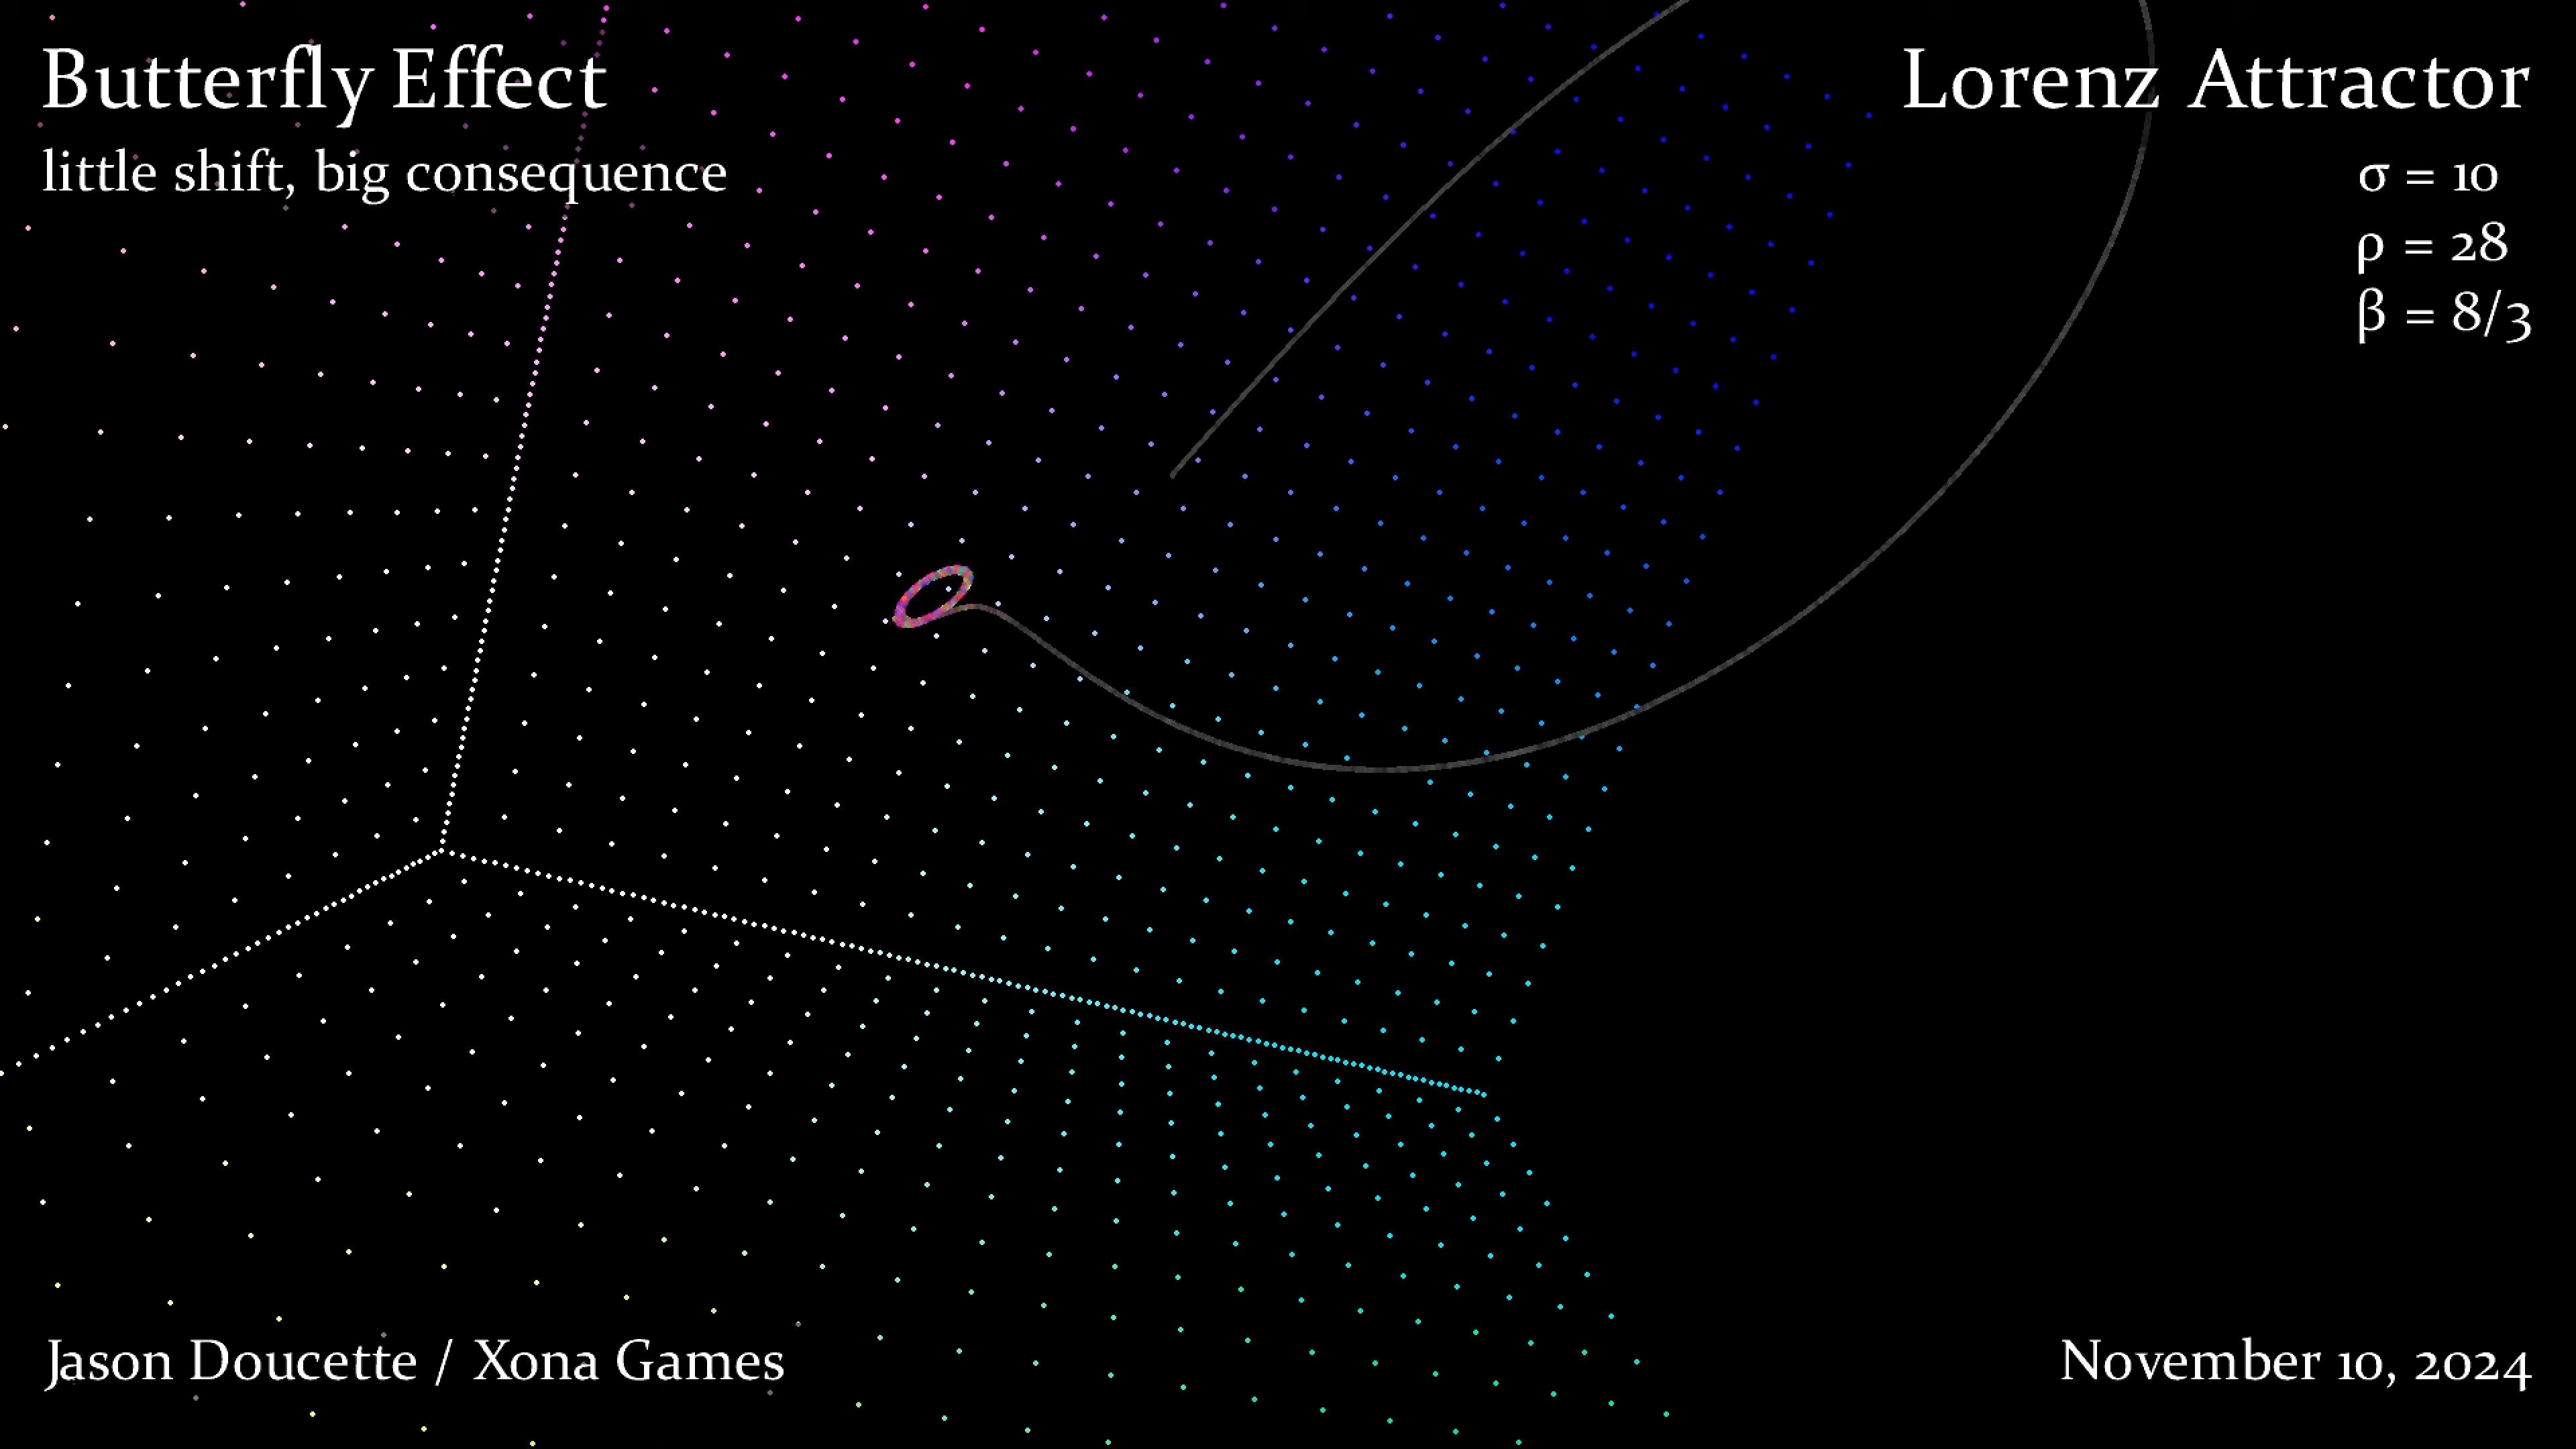 Butterfly Effect
little shift, big consequence
Lorenz Attractor
σ = 10
ρ = 28
β = 8/3
Jason Doucette / Xona Games
November 10, 2024